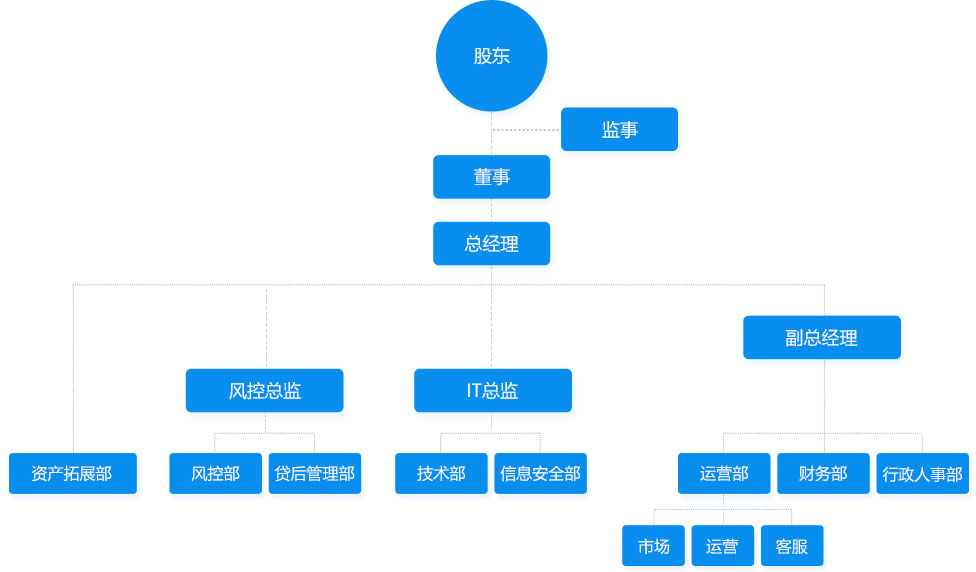 股东
监事
董事
总经理
副总经理
风控总监
IT总监
资产拓展部
风控部
贷后管理部
技术部
信息安全部
运营部
财务部
行政人事部
市场
运营
客服